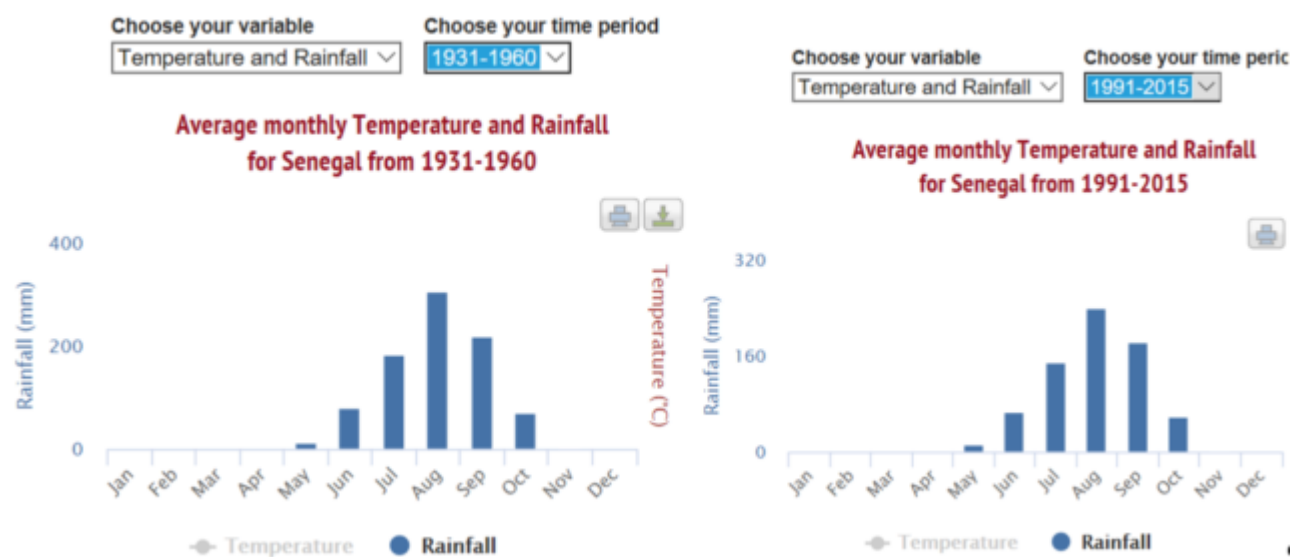 Choose your variable
Choose your time period
Temperature and Rainfall
1931-1960
Average monthly Temperature and Rainfall
for Senegal from 1931-1960
400
200
0
Rainfall (mm)
Temperature (°C)
Jan Feb Mar Apr May Jun Jul Aug Sep Oct Nov Dec
Temperature Rainfall
Choose your variable
Choose your time peric
Temperature and Rainfall
1991-2015
Average monthly Temperature and Rainfall
for Senegal from 1991-2015
320
160
0
Rainfall (mm)
Jan Feb Mar Apr May Jun Jul Aug Sep Oct Nov Dec
Temperature Rainfall